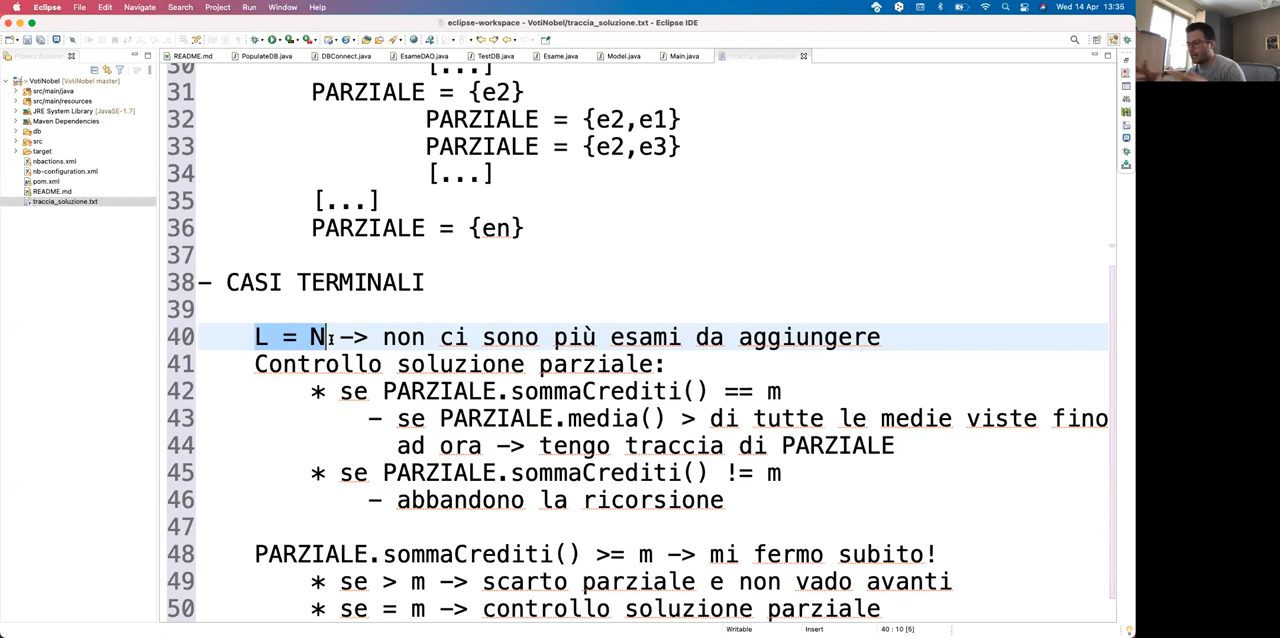 Eclipse File Edit Navigate Search Project Run Window Help Wed 14 Apr 13:35
eclipse-workspace - VotiNobel/traccia_soluzione.txt - Eclipse IDE
README.md PopulateDB.java DBConnect.java EsameDAO.java TestDB.java Esame.java Model.java Main.java
VotiNobel [VotiNobel master]
src/main/java
src/main/resources
JRE System Library [JavaSE-1.7]
Maven Dependencies
db
src
target
nbactions.xml
nb-configuration.xml
pom.xml
README.md
traccia_soluzione.txt
30 [...]
31 PARZIALE = {e2}
32 PARZIALE = {e2,e1}
33 PARZIALE = {e2,e3}
34 [...]
35 [...]
36 PARZIALE = {en}
37
38 - CASI TERMINALI
39
40 L = N -> non ci sono più esami da aggiungere
41 Controllo soluzione parziale:
42 * se PARZIALE.sommaCrediti() == m
43 - se PARZIALE.media() > di tutte le medie viste fino
44 ad ora -> tengo traccia di PARZIALE
45 * se PARZIALE.sommaCrediti() != m
46 - abbandono la ricorsione
47
48 PARZIALE.sommaCrediti() >= m -> mi fermo subito!
49 * se > m -> scarto parziale e non vado avanti
50 * se = m -> controllo soluzione parziale
Writable Insert 40 : 10 [5]